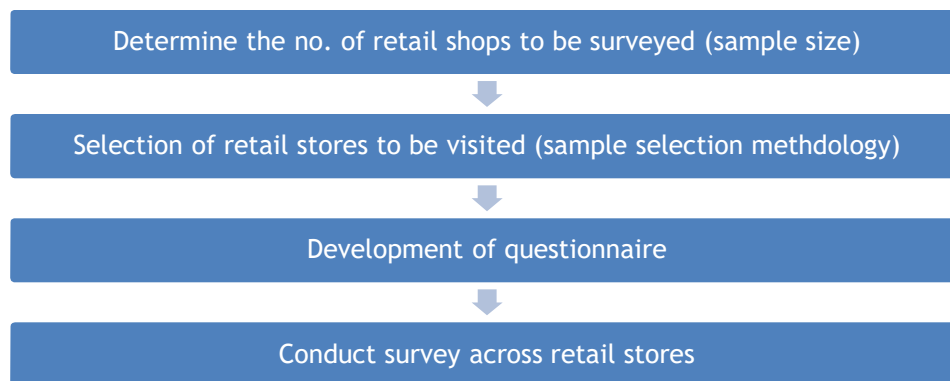 Determine the no. of retail shops to be surveyed (sample size)
Selection of retail stores to be visited (sample selection methdology)
Development of questionnaire
Conduct survey across retail stores